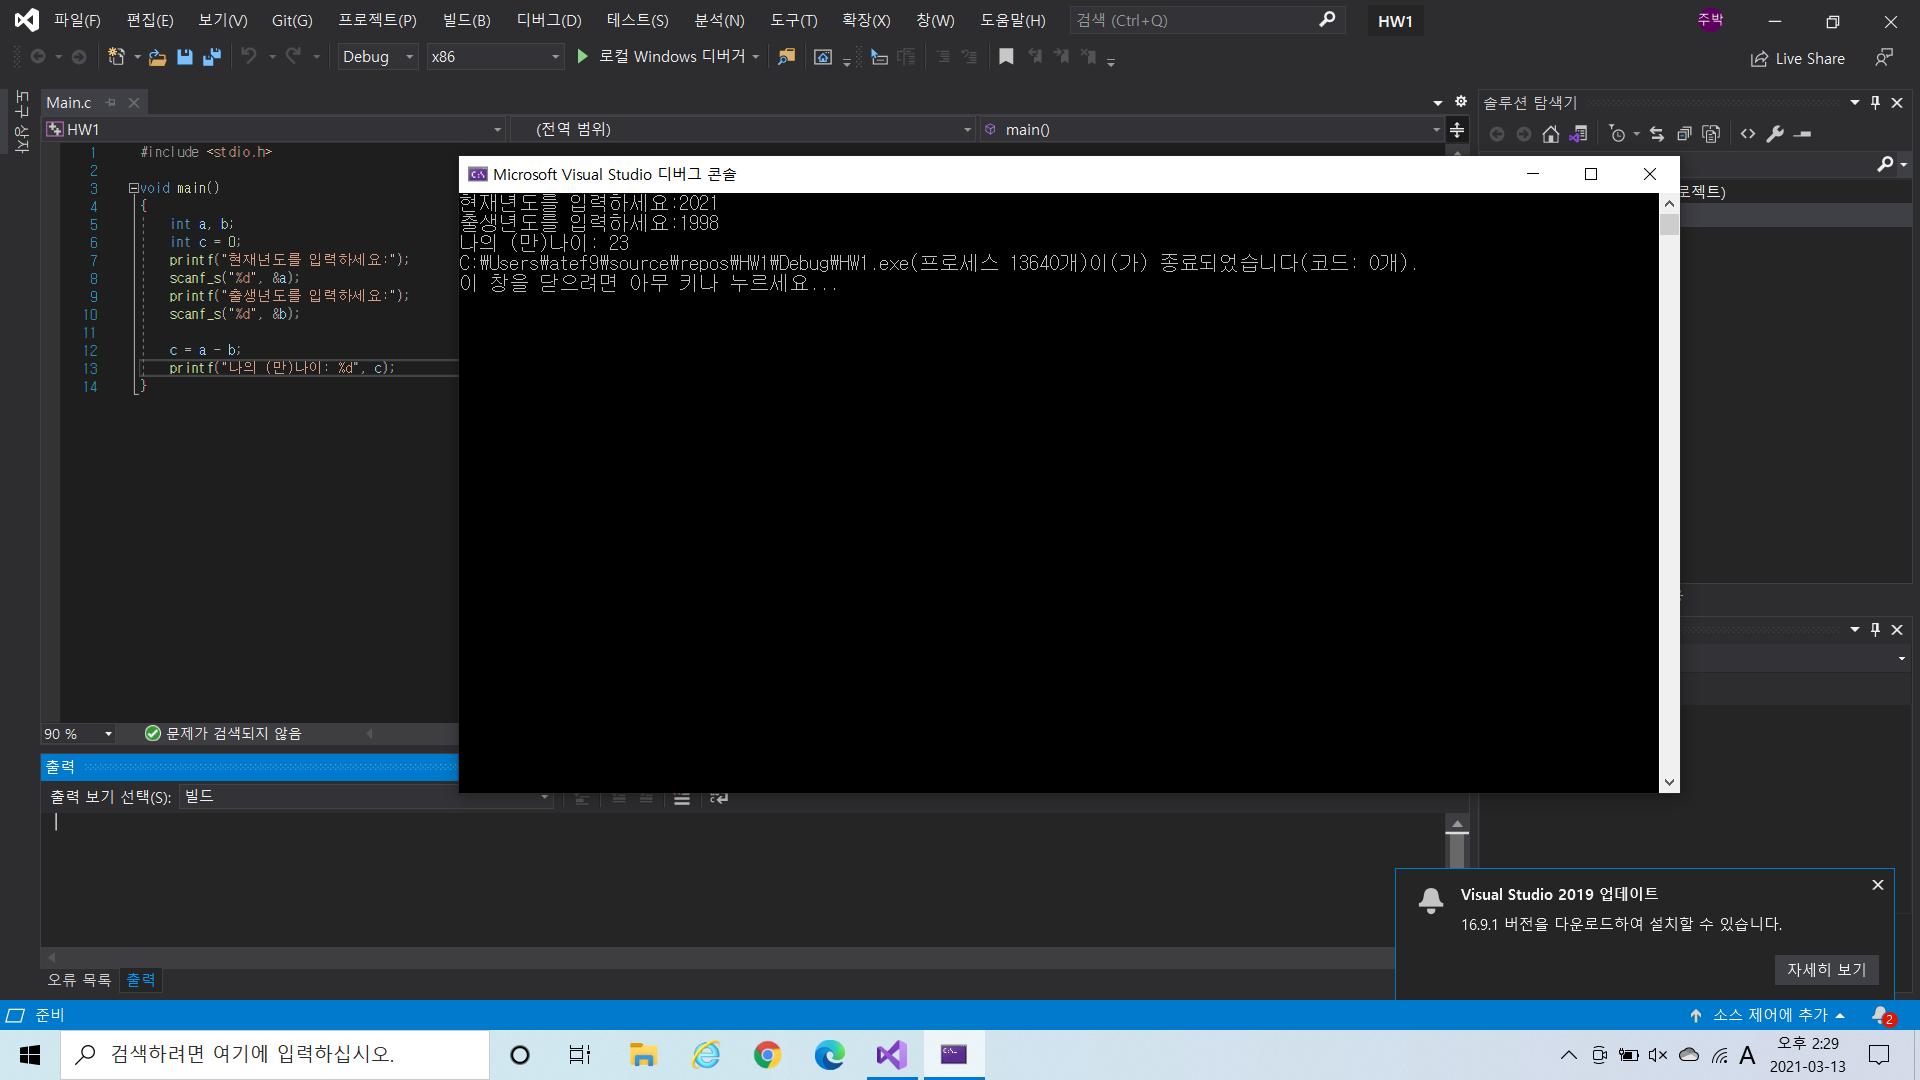 파일(F) 편집(E) 보기(V) Git(G) 프로젝트(P) 빌드(B) 디버그(D) 테스트(S) 분석(N) 도구(T) 확장(X) 창(W) 도움말(H) 검색 (Ctrl+Q) HW1 주박
Debug x86 로컬 Windows 디버거 Live Share
도구 상자
Main.c
솔루션 탐색기
HW1 (전역 범위) main()
1 #include <stdio.h>
2
3 void main()
4 {
5 int a, b;
6 int c = 0;
7 printf("현재년도를 입력하세요:");
8 scanf_s("%d", &a);
9 printf("출생년도를 입력하세요:");
10 scanf_s("%d", &b);
11
12 c = a - b;
13 printf("나의 (만)나이: %d", c);
14 }
Microsoft Visual Studio 디버그 콘솔
현재년도를 입력하세요:2021
출생년도를 입력하세요:1998
나의 (만)나이: 23
C:₩Users₩atef9₩source₩repos₩HW1₩Debug₩HW1.exe(프로세스 13640개)이(가) 종료되었습니다(코드: 0개).
이 창을 닫으려면 아무 키나 누르세요...
로젝트)
90 % 문제가 검색되지 않음
출력
출력 보기 선택(S): 빌드
Visual Studio 2019 업데이트
16.9.1 버전을 다운로드하여 설치할 수 있습니다.
자세히 보기
오류 목록 출력
준비 소스 제어에 추가 2
검색하려면 여기에 입력하십시오. A 오후 2:29
2021-03-13